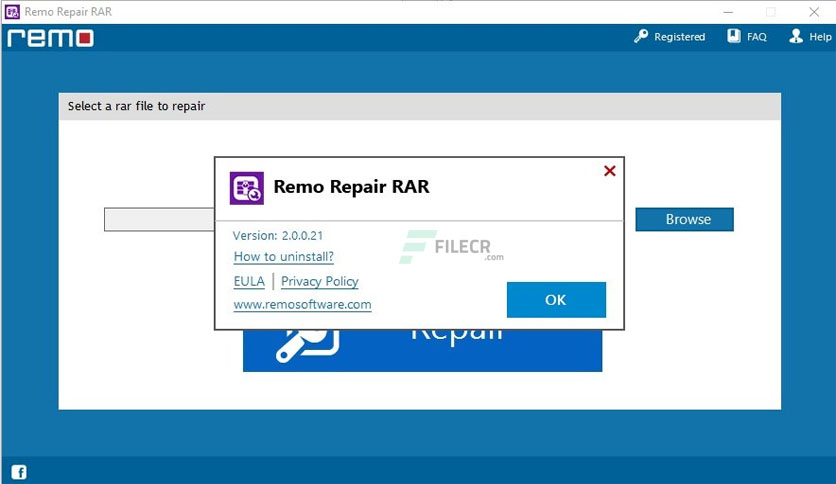 Remo Repair RAR
remo
Registered
FAQ
Help
Select a rar file to repair
Remo Repair RAR
Browse
Version: 2.0.0.21
FILECR
.com
How to uninstall?
EULA | Privacy Policy
www.remosoftware.com
OK
Repair